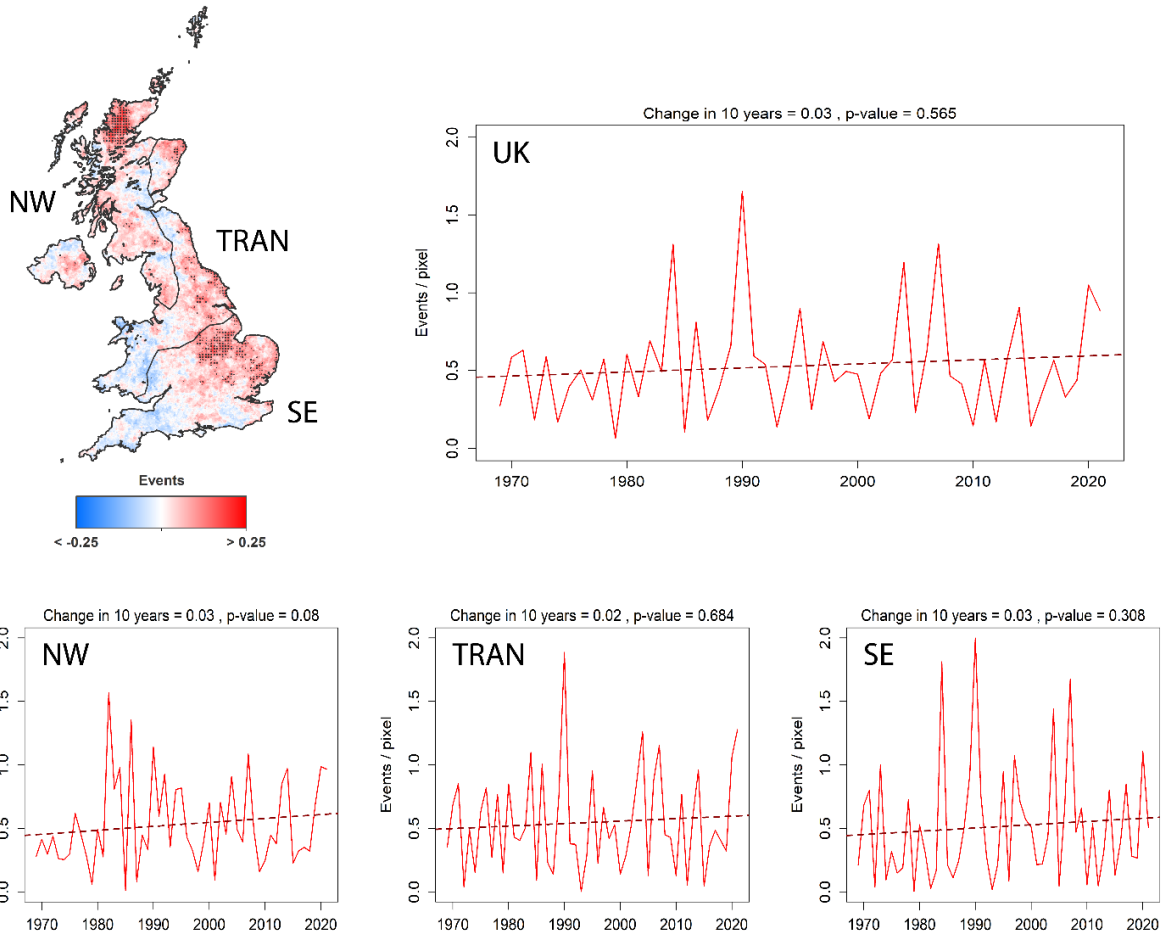 NW
TRAN
SE
Events
< -0.25 > 0.25
Change in 10 years = 0.03 , p-value = 0.565
UK
Events / pixel
2.0
1.5
1.0
0.5
0.0
1970 1980 1990 2000 2010 2020
Change in 10 years = 0.03 , p-value = 0.08
NW
2.0
1.5
1.0
0.5
0.0
1970 1980 1990 2000 2010 2020
Change in 10 years = 0.02 , p-value = 0.684
TRAN
Events / pixel
2.0
1.5
1.0
0.5
0.0
1970 1980 1990 2000 2010 2020
Change in 10 years = 0.03 , p-value = 0.308
SE
Events / pixel
2.0
1.5
1.0
0.5
0.0
1970 1980 1990 2000 2010 2020